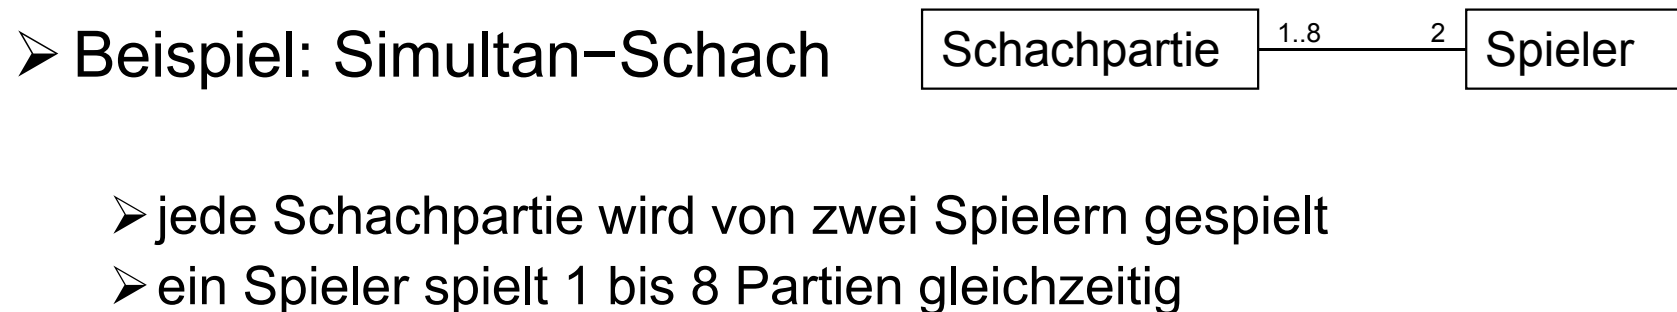 ➢ Beispiel: Simultan−Schach
Schachpartie 1..8 2 Spieler
➢ jede Schachpartie wird von zwei Spielern gespielt
➢ ein Spieler spielt 1 bis 8 Partien gleichzeitig